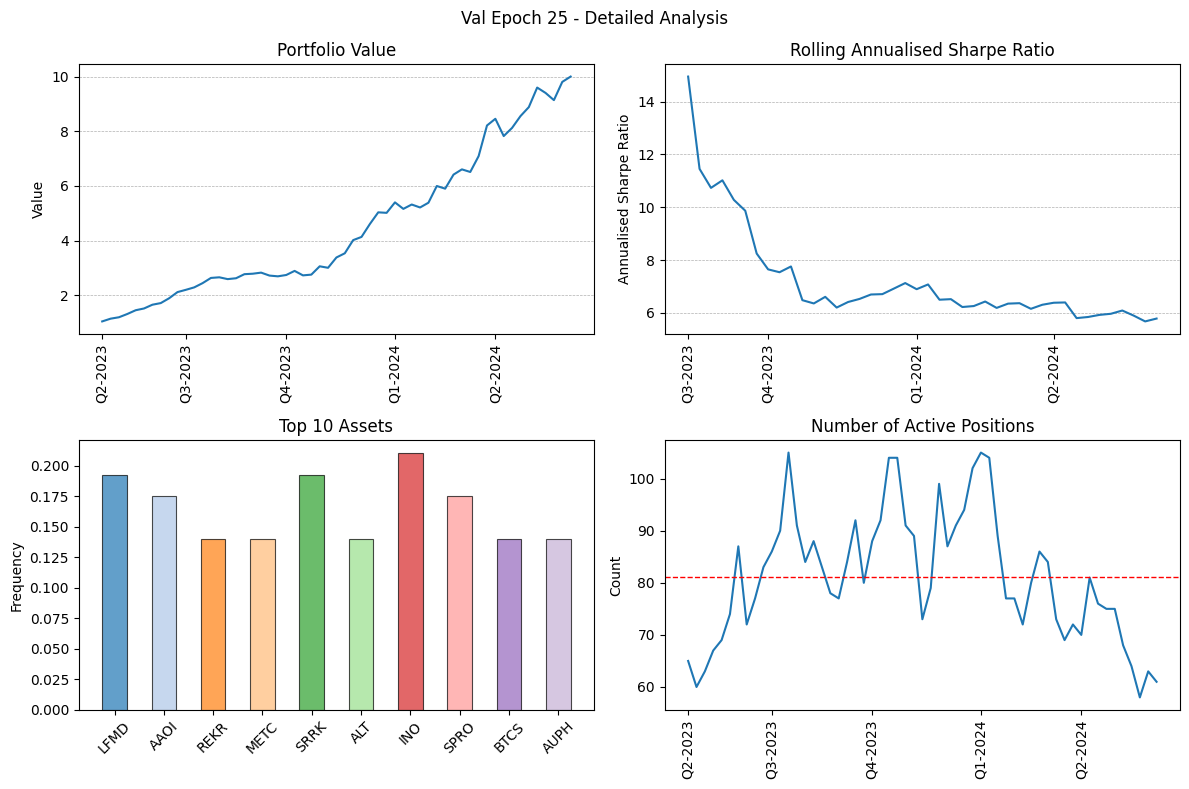 Val Epoch 25 - Detailed Analysis
Portfolio Value
Value
10
8
6
4
2
Q2-2023
Q3-2023
Q4-2023
Q1-2024
Q2-2024
Rolling Annualised Sharpe Ratio
Annualised Sharpe Ratio
14
12
10
8
6
Q3-2023
Q4-2023
Q1-2024
Q2-2024
Top 10 Assets
Frequency
0.200
0.175
0.150
0.125
0.100
0.075
0.050
0.025
0.000
LFMD
AAOI
REKR
METC
SRRK
ALT
INO
SPRO
BTCS
AUPH
Number of Active Positions
Count
100
90
80
70
60
Q2-2023
Q3-2023
Q4-2023
Q1-2024
Q2-2024